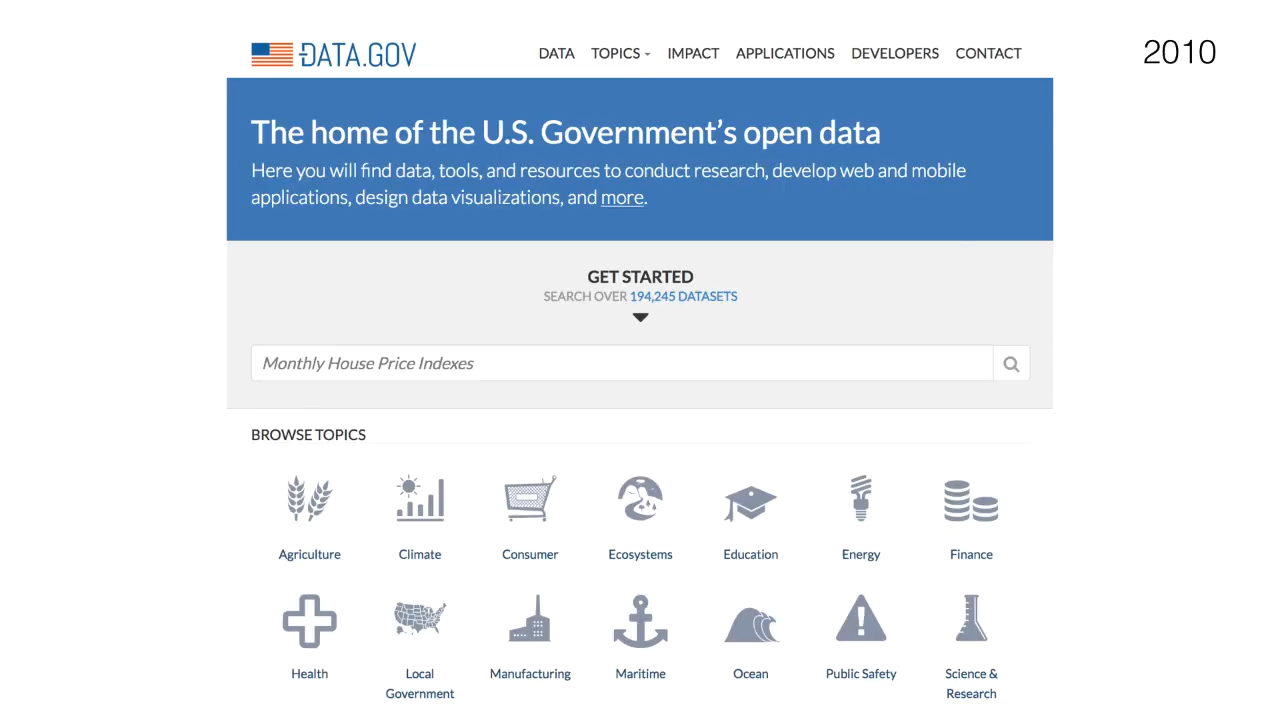 DATA.GOV
DATA TOPICS IMPACT APPLICATIONS DEVELOPERS CONTACT
2010
The home of the U.S. Government's open data
Here you will find data, tools, and resources to conduct research, develop web and mobile
applications, design data visualizations, and more.
GET STARTED
SEARCH OVER 194,245 DATASETS
Monthly House Price Indexes
BROWSE TOPICS
Agriculture Climate Consumer Ecosystems Education Energy Finance
Health Local Manufacturing Maritime Ocean Public Safety Science &
Government Research